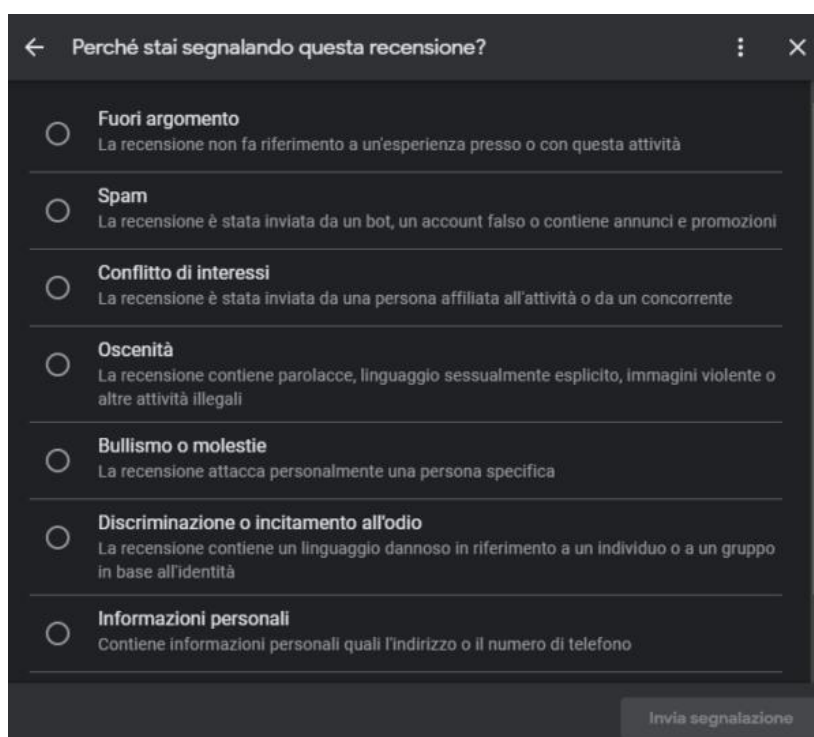 Perché stai segnalando questa recensione?
Fuori argomento
La recensione non fa riferimento a un'esperienza presso o con questa attività
Spam
La recensione è stata inviata da un bot, un account falso o contiene annunci e promozioni
Conflitto di interessi
La recensione è stata inviata da una persona affiliata all'attività o da un concorrente
Oscenità
La recensione contiene parolacce, linguaggio sessualmente esplicito, immagini violente o
altre attività illegali
Bullismo o molestie
La recensione attacca personalmente una persona specifica
Discriminazione o incitamento all'odio
La recensione contiene un linguaggio dannoso in riferimento a un individuo o a un gruppo
in base all'identità
Informazioni personali
Contiene informazioni personali quali l'indirizzo o il numero di telefono
Invia segnalazione